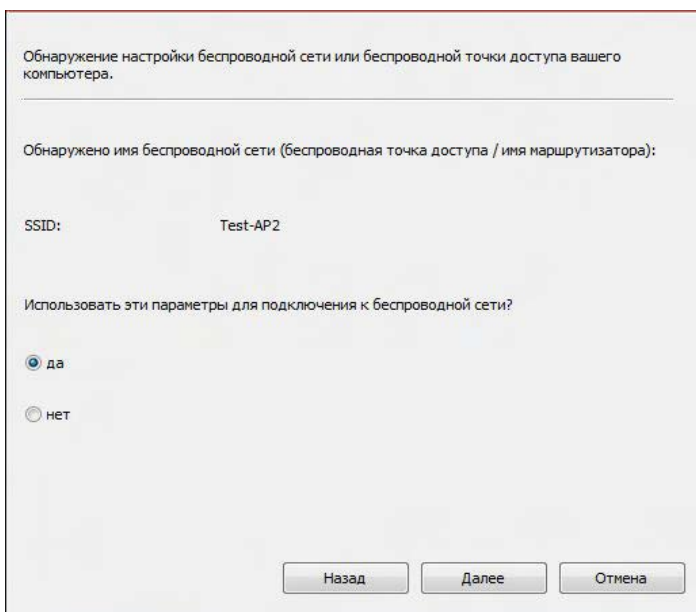 Обнаружение настройки беспроводной сети или беспроводной точки доступа вашего
компьютера.
Обнаружено имя беспроводной сети (беспроводная точка доступа / имя маршрутизатора):
SSID: Test-AP2
Использовать эти параметры для подключения к беспроводной сети?
да
нет
Назад Далее Отмена